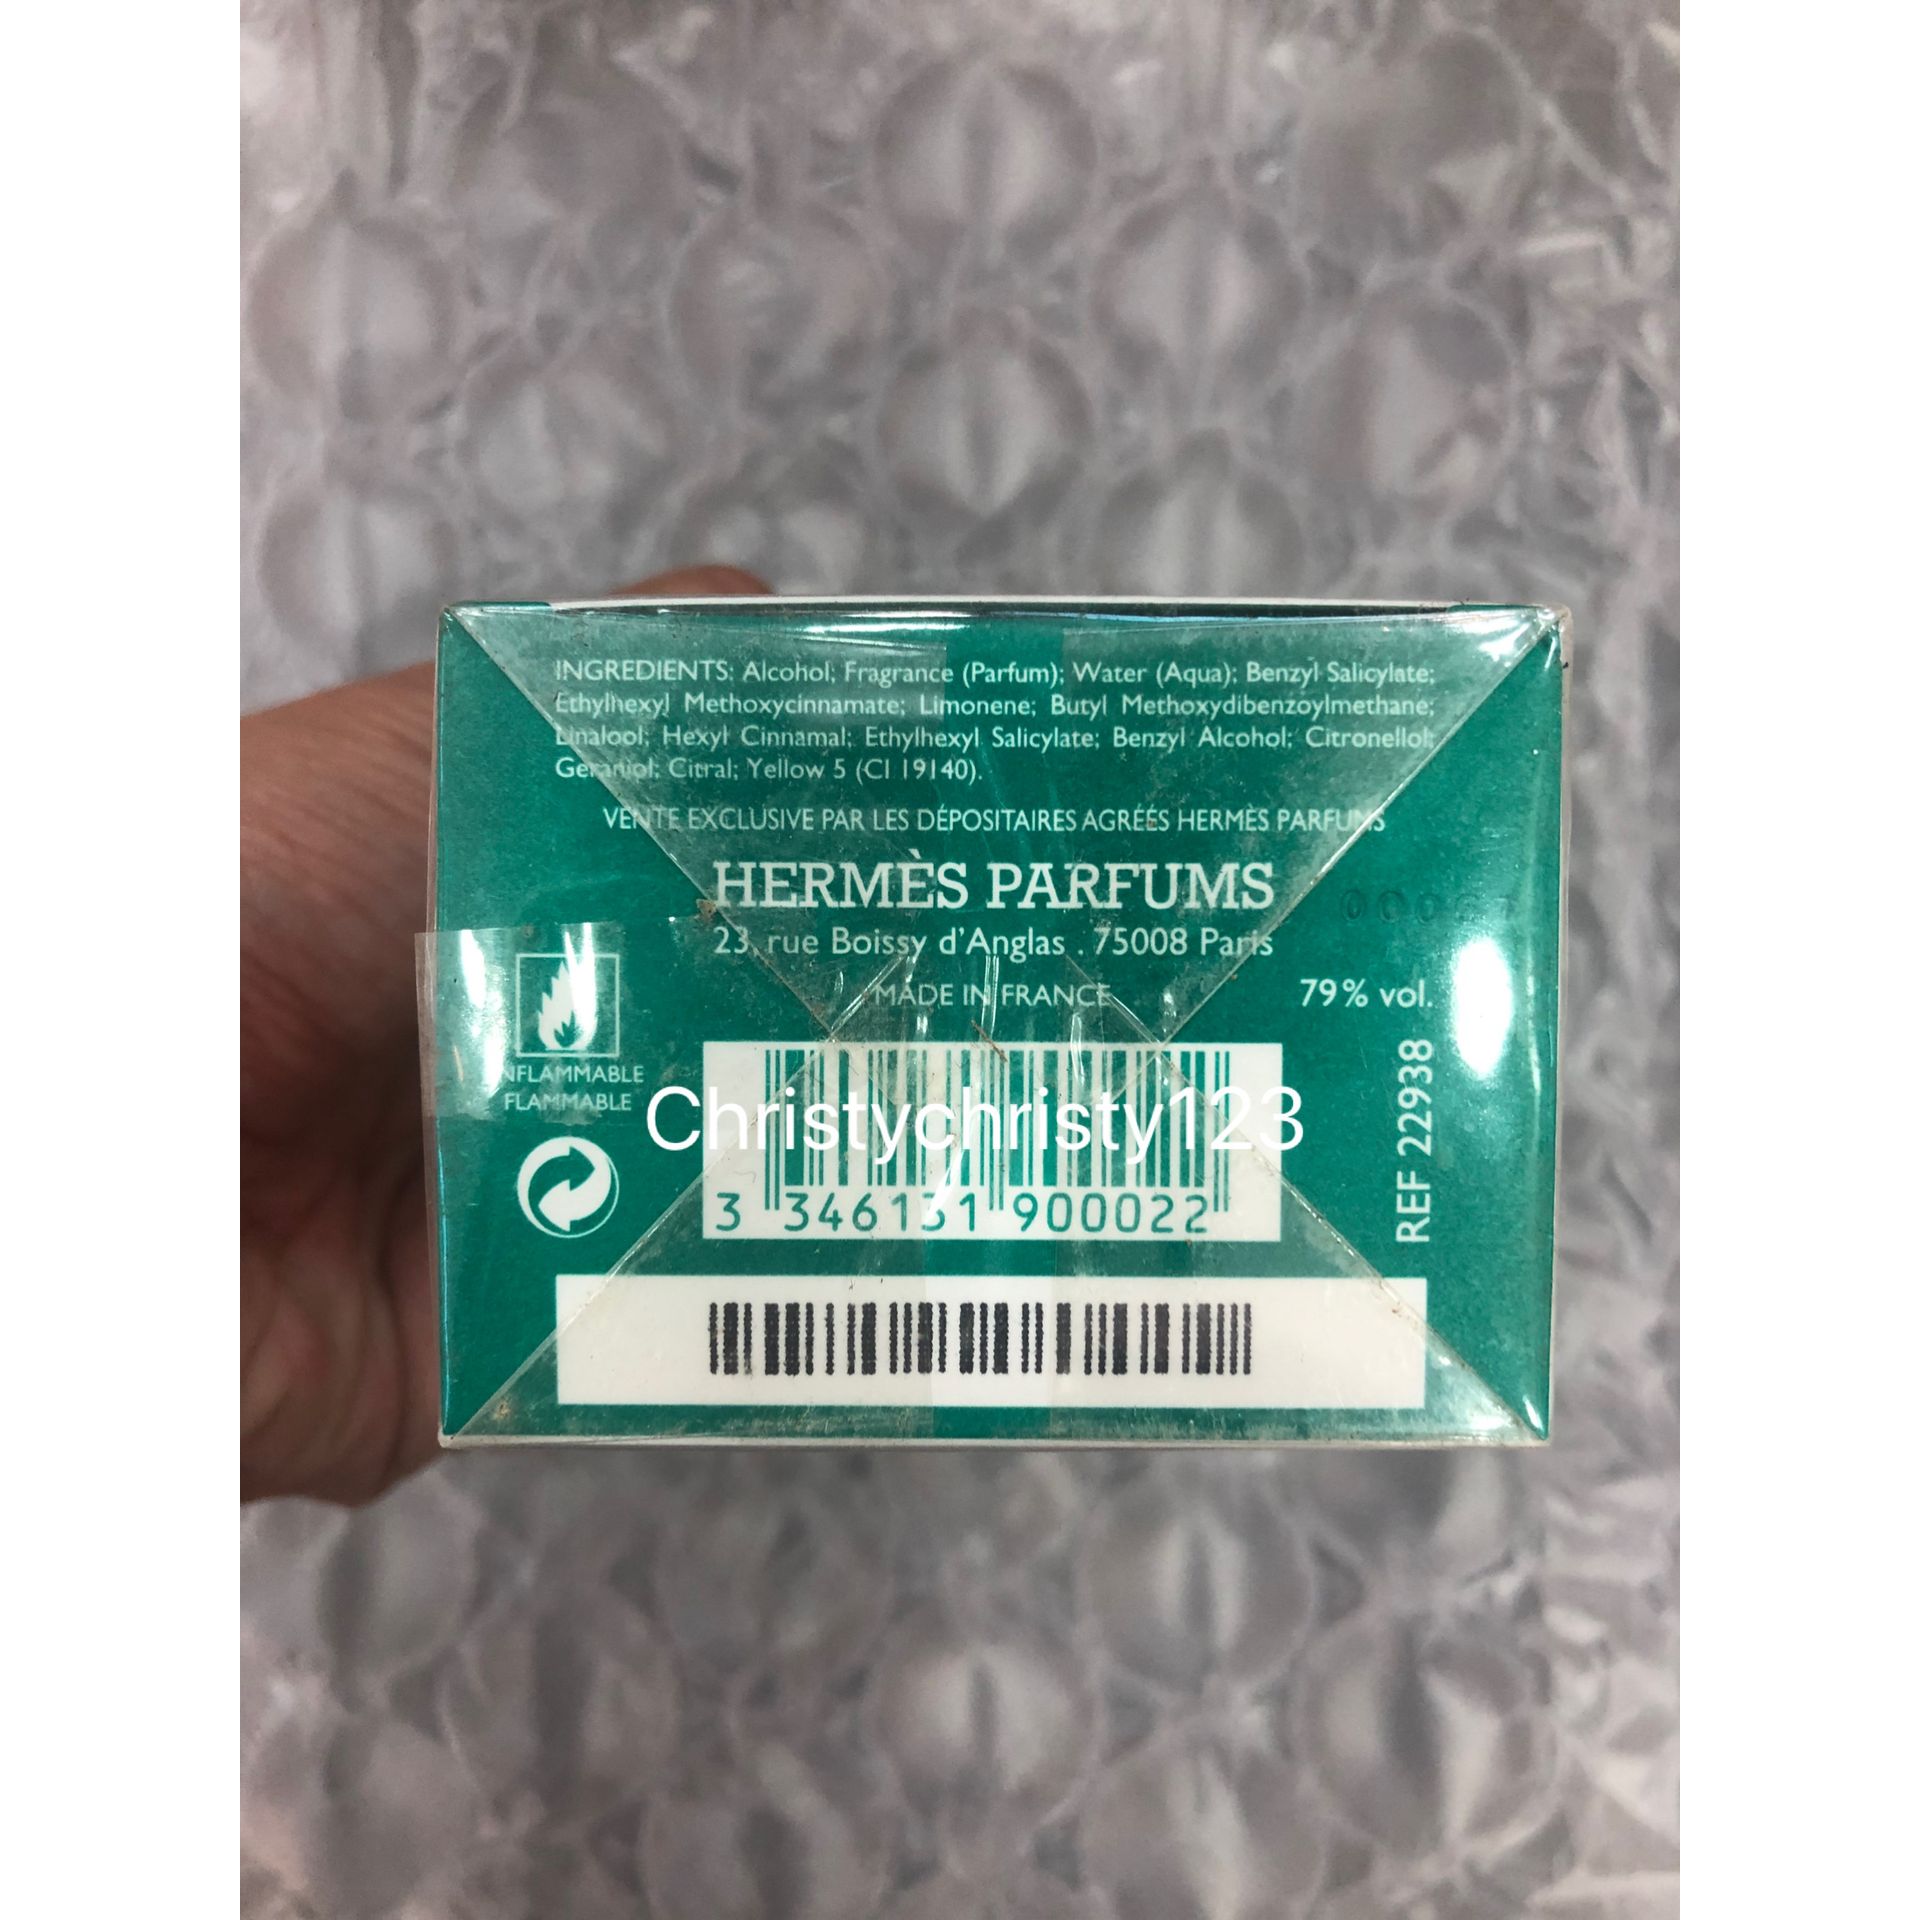 INGREDIENTS: Alcohol; Fragrance (Parfum); Water (Aqua); Benzyl Salicylate;
Ethylhexyl Methoxycinnamate; Limonene; Butyl Methoxydibenzoylmethane;
Linalool; Hexyl Cinnamal; Ethylhexyl Salicylate; Benzyl Alcohol; Citronellol;
Geraniol; Citral; Yellow 5 (CI 19140).
VENTE EXCLUSIVE PAR LES DÉPOSITAIRES AGRÉÉS HERMÈS PARFUMS
HERMÈS PARFUMS
23, rue Boissy d'Anglas . 75008 Paris
MADE IN FRANCE
79% vol.
INFLAMMABLE
FLAMMABLE
Christychristy123
3 346131 900022
REF 22938